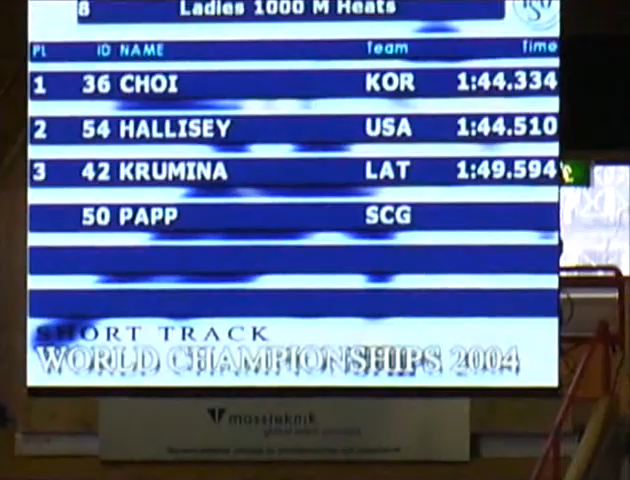 8 Ladies 1000 M Heats
PL ID NAME Team Time
1 36 CHOI KOR 1:44.334
2 54 HALLISEY USA 1:44.510
3 42 KRUMINA LAT 1:49.594
50 PAPP SCG
SHORT TRACK
WORLD CHAMPIONSHIPS 2004